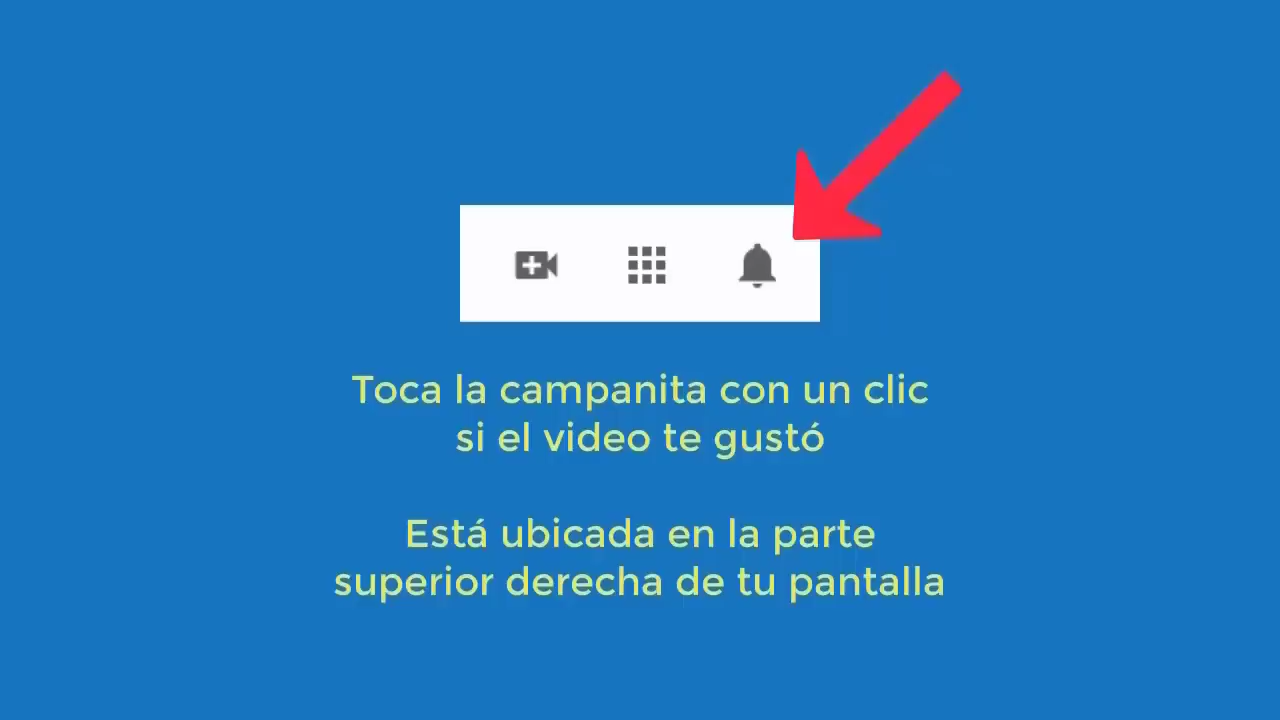 Toca la campanita con un clic
si el video te gustó
Está ubicada en la parte
superior derecha de tu pantalla